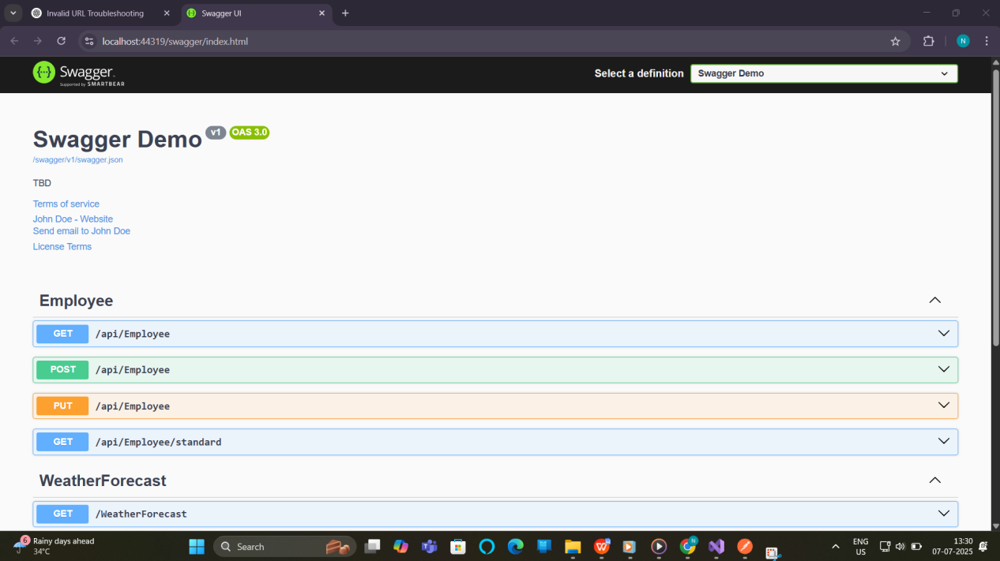 Invalid URL Troubleshooting
Swagger UI
localhost:44319/swagger/index.html
N
Swagger
Supported by SMARTBEAR
Select a definition
Swagger Demo
Swagger Demo v1 OAS 3.0
/swagger/v1/swagger.json
TBD
Terms of service
John Doe - Website
Send email to John Doe
License Terms
Employee
GET /api/Employee
POST /api/Employee
PUT /api/Employee
GET /api/Employee/standard
WeatherForecast
GET /WeatherForecast
6
Rainy days ahead
34°C
Search
N
ENG
US
13:30
07-07-2025